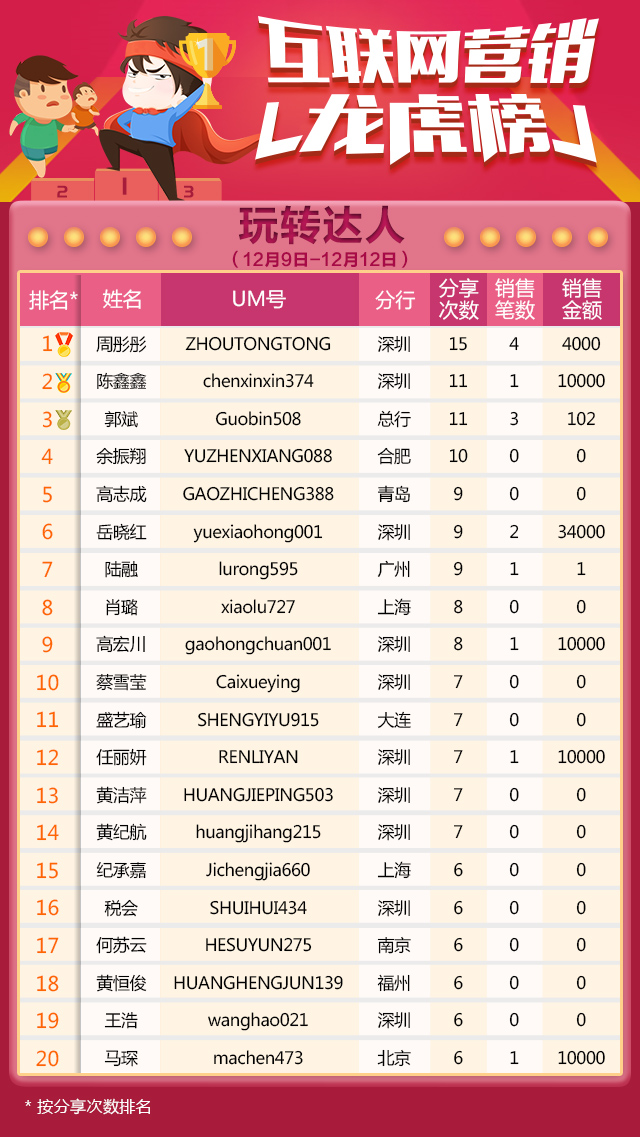 1
2
1
3
互联网营销
龙虎榜
玩转达人
（12月9日-12月12日）
排名* 姓名 UM号 分行 分享次数 销售笔数 销售金额
1 周彤彤 ZHOUTONGTONG 深圳 15 4 4000
2 陈鑫鑫 chenxinxin374 深圳 11 1 10000
3 郭斌 Guobin508 总行 11 3 102
4 余振翔 YUZHENXIANG088 合肥 10 0 0
5 高志成 GAOZHICHENG388 青岛 9 0 0
6 岳晓红 yuexiaohong001 深圳 9 2 34000
7 陆融 lurong595 广州 9 1 1
8 肖璐 xiaolu727 上海 8 0 0
9 高宏川 gaohongchuan001 深圳 8 1 10000
10 蔡雪莹 Caixueying 深圳 7 0 0
11 盛艺瑜 SHENGYIYU915 大连 7 0 0
12 任丽妍 RENLIYAN 深圳 7 1 10000
13 黄洁萍 HUANGJIEPING503 深圳 7 0 0
14 黄纪航 huangjihang215 深圳 7 0 0
15 纪承嘉 Jichengjia660 上海 6 0 0
16 税会 SHUIHUI434 深圳 6 0 0
17 何苏云 HESUYUN275 南京 6 0 0
18 黄恒俊 HUANGHENGJUN139 福州 6 0 0
19 王浩 wanghao021 深圳 6 0 0
20 马琛 machen473 北京 6 1 10000
* 按分享次数排名